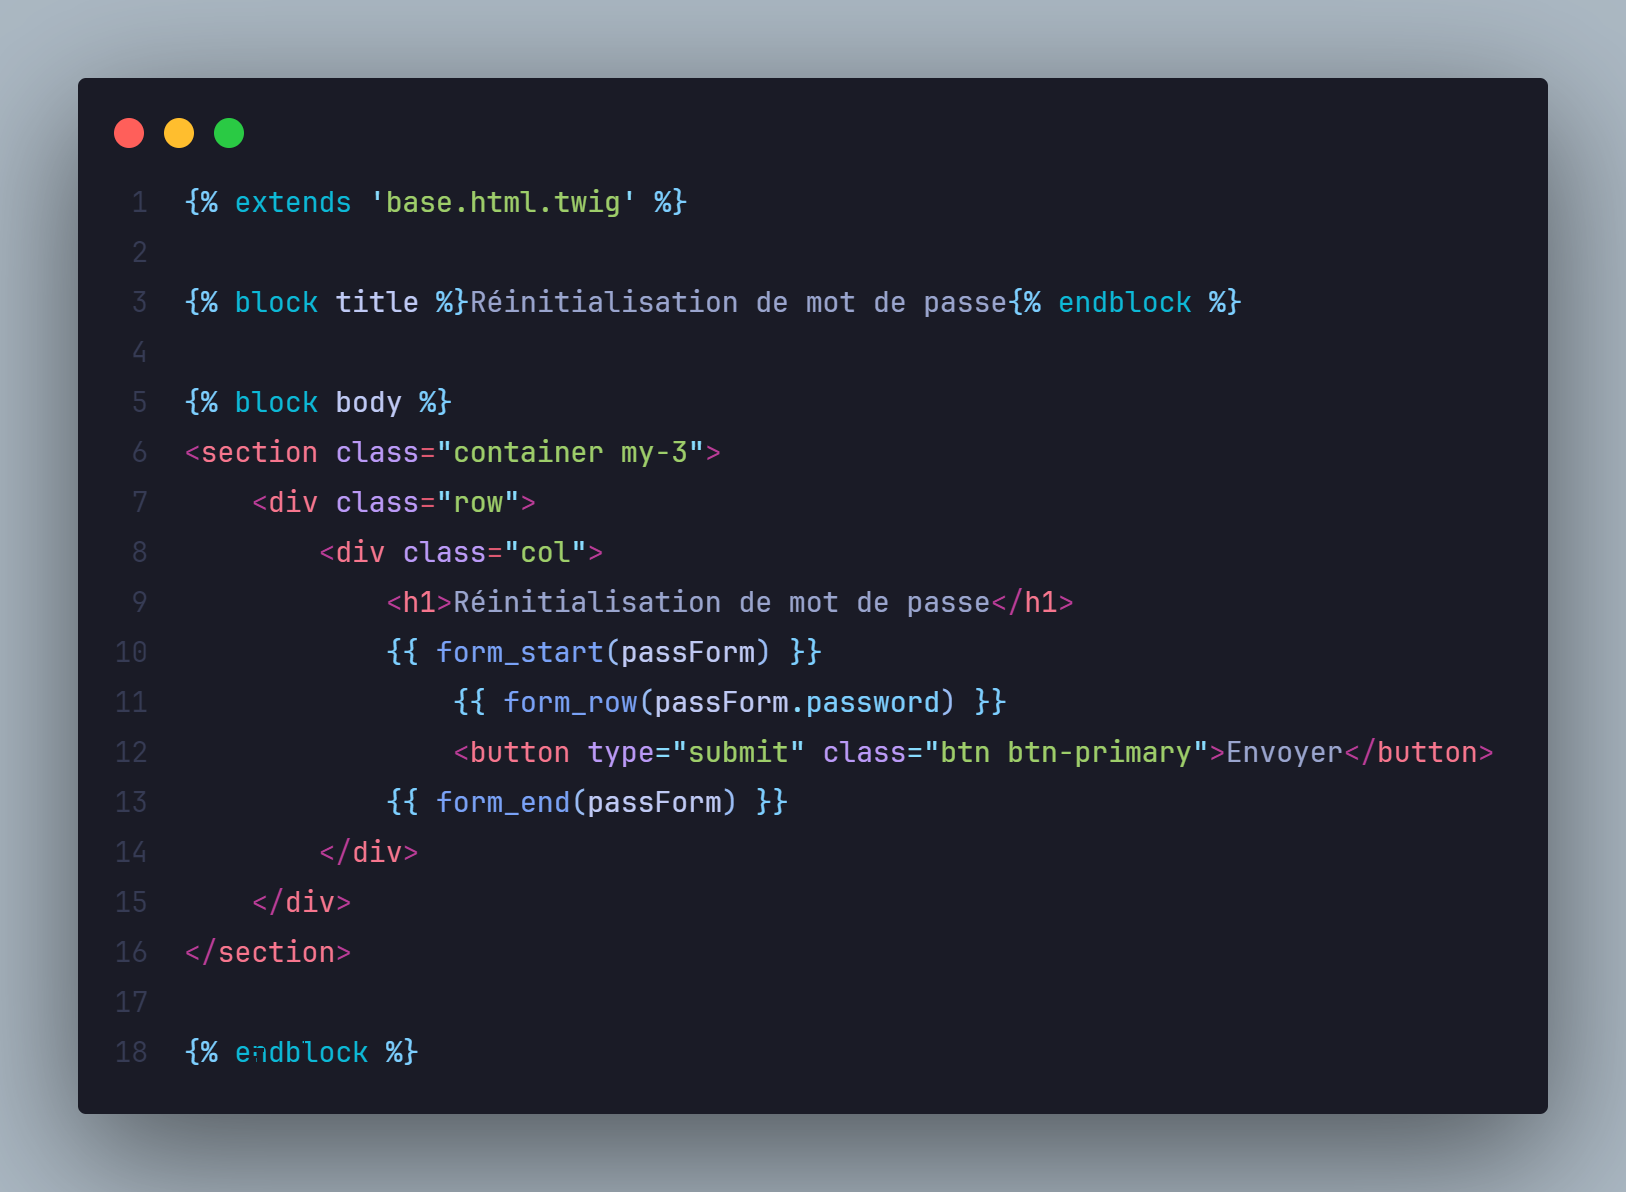 1 {% extends 'base.html.twig' %}
2
3 {% block title %}Réinitialisation de mot de passe{% endblock %}
4
5 {% block body %}
6 <section class="container my-3">
7     <div class="row">
8         <div class="col">
9             <h1>Réinitialisation de mot de passe</h1>
10             {{ form_start(passForm) }}
11                 {{ form_row(passForm.password) }}
12                 <button type="submit" class="btn btn-primary">Envoyer</button>
13             {{ form_end(passForm) }}
14         </div>
15     </div>
16 </section>
17
18 {% endblock %}